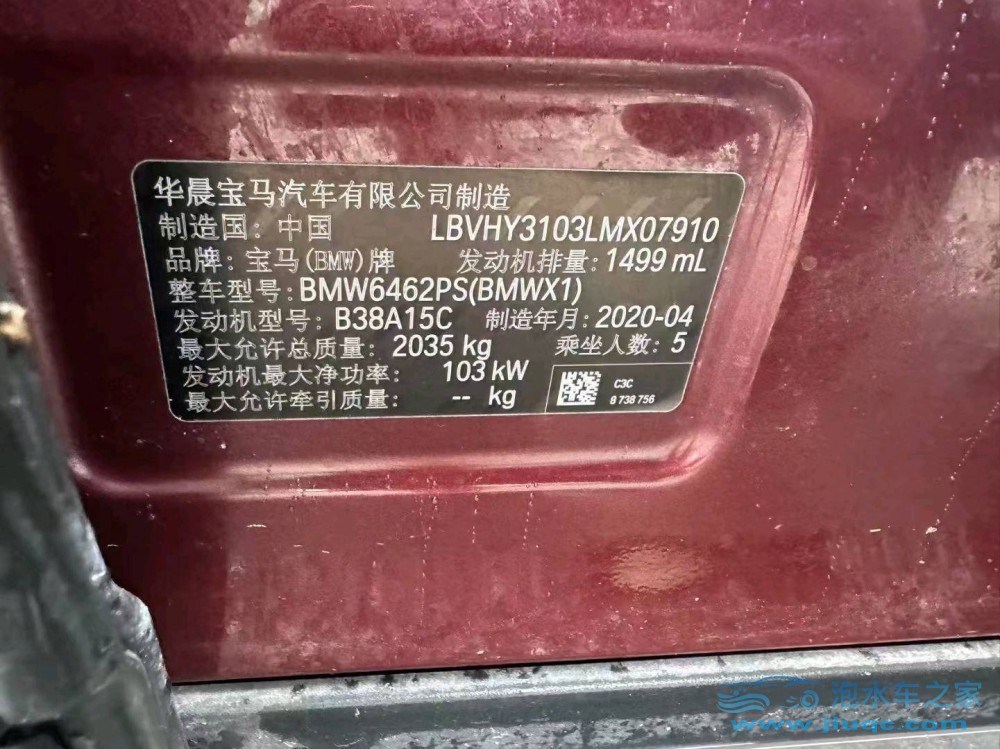 华晨宝马汽车有限公司制造
制造国：中国 LBVHY3103LMX07910
品牌：宝马(BMW)牌 发动机排量：1499 mL
整车型号：BMW6462PS(BMWX1)
发动机型号：B38A15C 制造年月：2020-04
最大允许总质量：2035 kg 乘坐人数：5
发动机最大净功率：103 kW
最大允许牵引质量：-- kg
C3C
8 738 756
泡水车之家
www.jluqc.com